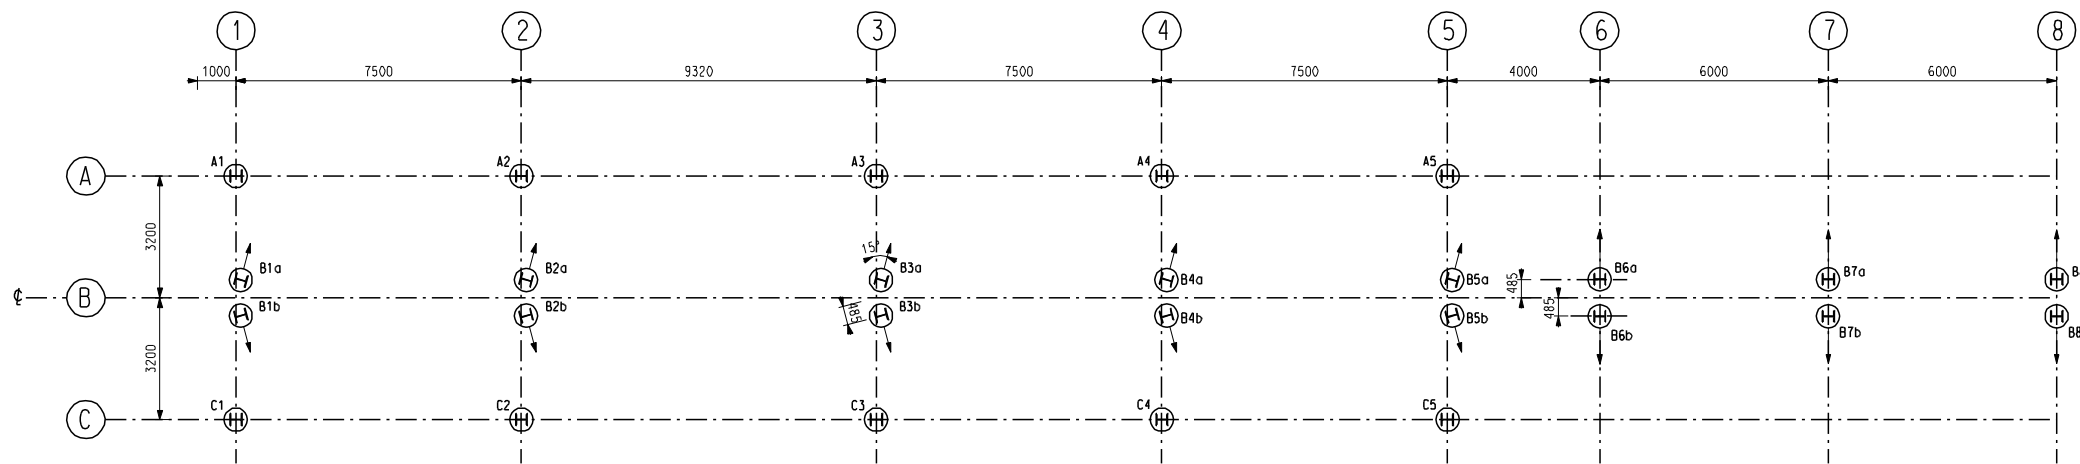 1 2 3 4 5 6 7 8
1000 7500 9320 7500 7500 4000 6000 6000
A1 A2 A3 A4 A5
A
3200
15°
B1a B2a B3a B4a B5a B6a B7a
485
℄ B
485
485
B1b B2b B3b B4b B5b B6b B7b B8
3200
C1 C2 C3 C4 C5
C